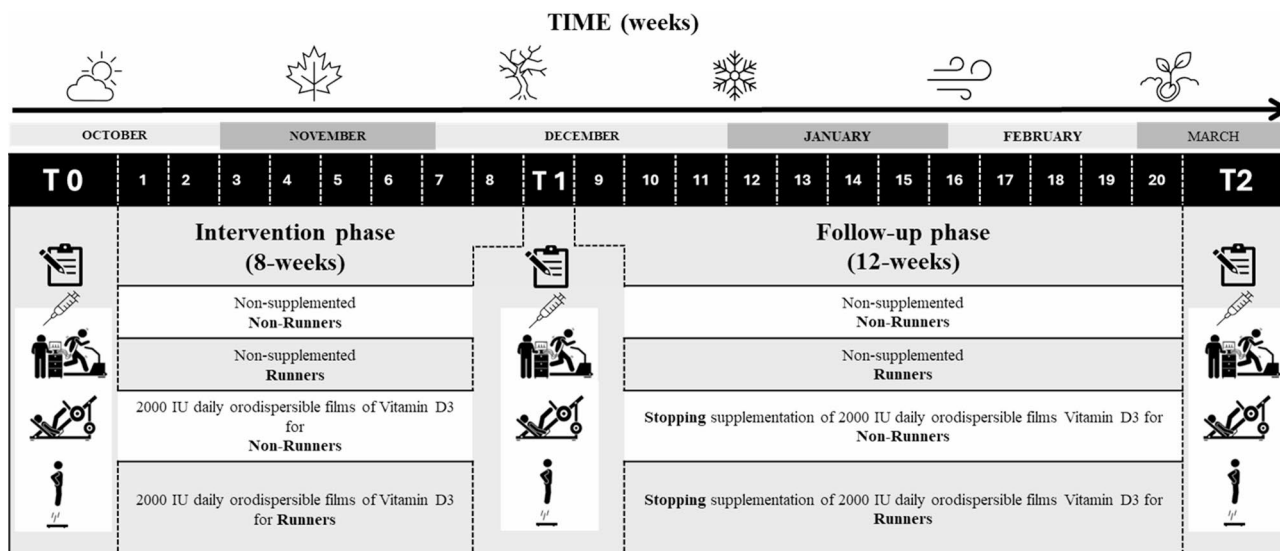 TIME (weeks)
OCTOBER NOVEMBER DECEMBER JANUARY FEBRUARY MARCH
T 0 1 2 3 4 5 6 7 8 T 1 9 10 11 12 13 14 15 16 17 18 19 20 T2
Intervention phase
(8-weeks)
Follow-up phase
(12-weeks)
Non-supplemented
Non-Runners
Non-supplemented
Non-Runners
Non-supplemented
Runners
Non-supplemented
Runners
2000 IU daily orodispersible films of Vitamin D3
for
Non-Runners
Stopping supplementation of 2000 IU daily orodispersible films Vitamin D3 for
Non-Runners
2000 IU daily orodispersible films of Vitamin D3
for Runners
Stopping supplementation of 2000 IU daily orodispersible films Vitamin D3 for
Runners